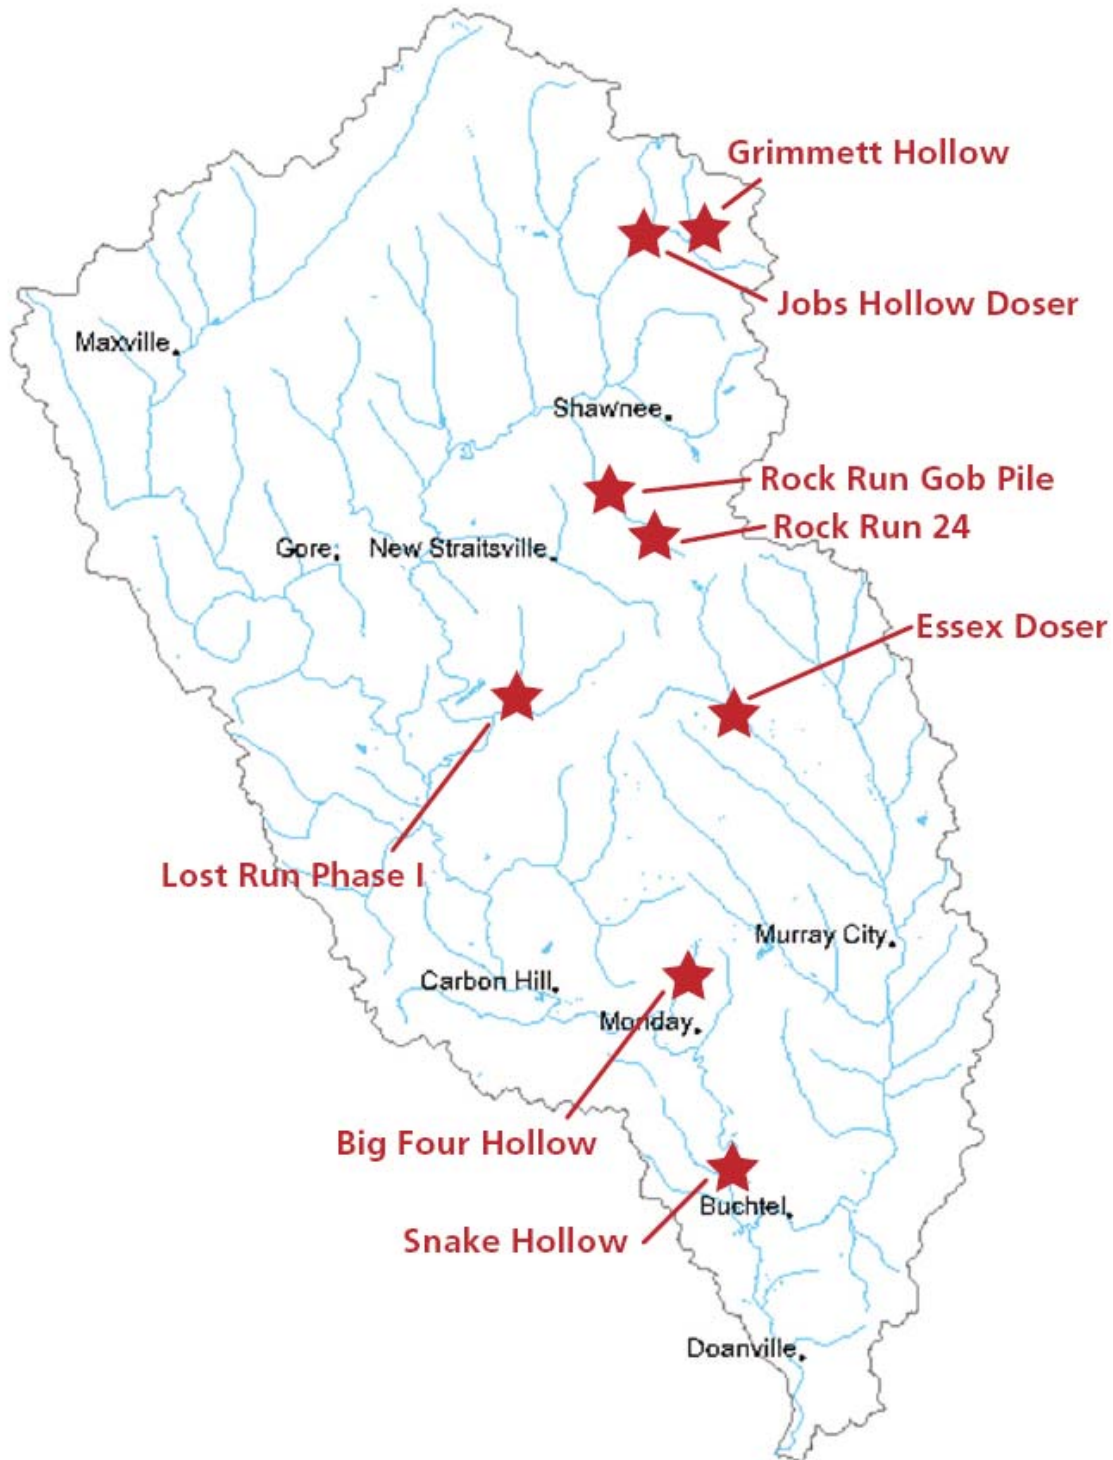 Grimmett Hollow
Jobs Hollow Doser
Maxville
Shawnee
Rock Run Gob Pile
Rock Run 24
Gore
New Straitsville
Essex Doser
Lost Run Phase I
Murray City
Carbon Hill
Monday
Big Four Hollow
Buchtel
Snake Hollow
Doanville